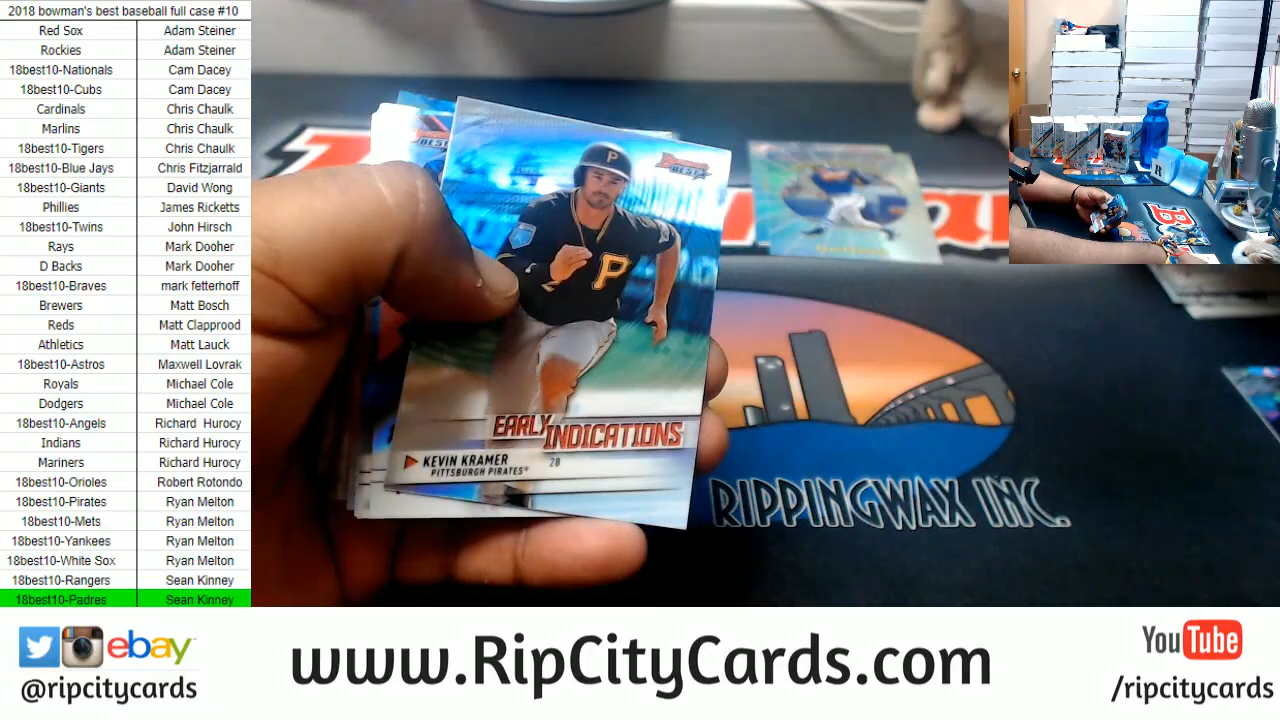 2018 bowman's best baseball full case #10
Red Sox Adam Steiner
Rockies Adam Steiner
18best10-Nationals Cam Dacey
18best10-Cubs Cam Dacey
Cardinals Chris Chaulk
Marlins Chris Chaulk
18best10-Tigers Chris Chaulk
18best10-Blue Jays Chris Fitzjarrald
18best10-Giants David Wong
Phillies James Ricketts
18best10-Twins John Hirsch
Rays Mark Dooher
D Backs Mark Dooher
18best10-Braves mark fetterhoff
Brewers Matt Bosch
Reds Matt Clapprood
Athletics Matt Lauck
18best10-Astros Maxwell Lovrak
Royals Michael Cole
Dodgers Michael Cole
18best10-Angels Richard Hurocy
Indians Richard Hurocy
Mariners Richard Hurocy
18best10-Orioles Robert Rotondo
18best10-Pirates Ryan Melton
18best10-Mets Ryan Melton
18best10-Yankees Ryan Melton
18best10-White Sox Ryan Melton
18best10-Rangers Sean Kinney
18best10-Padres Sean Kinney
BEST
P
P
EARLY
INDICATIONS
KEVIN KRAMER 2B
PITTSBURGH PIRATES
RIPPINGWAX INC.
ebay
@ripcitycards
www.RipCityCards.com
YouTube
/ripcitycards